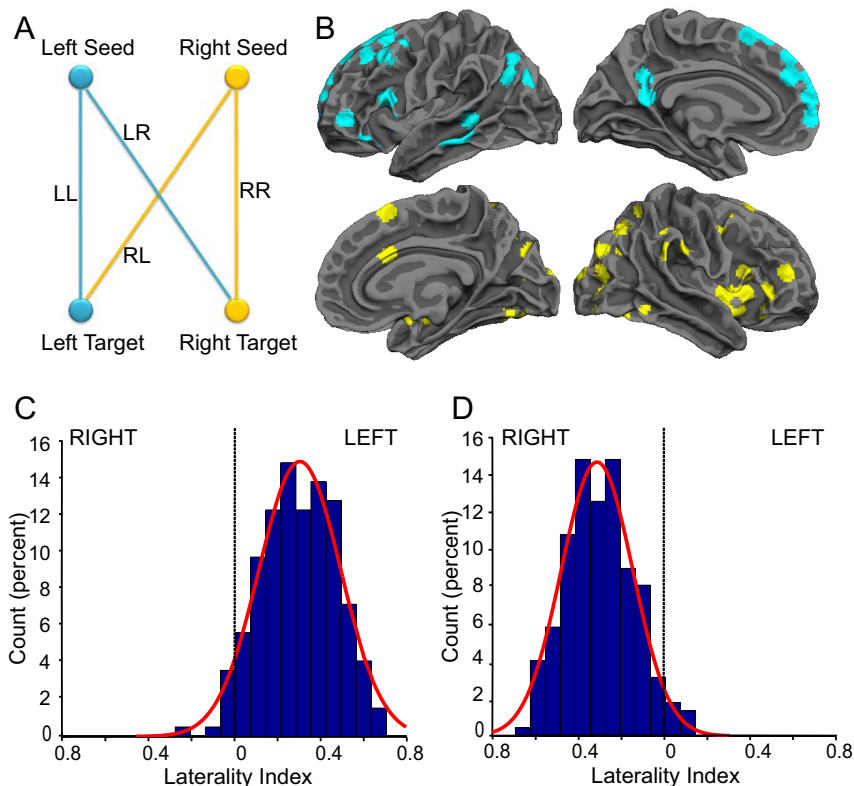 A
Left Seed
Right Seed
LL
LR
RL
RR
Left Target
Right Target
B
C
RIGHT
LEFT
16
14
12
10
8
6
4
2
0
Count (percent)
0.8
0.4
0
0.4
0.8
Laterality Index
D
RIGHT
LEFT
16
14
12
10
8
6
4
2
0
Count (percent)
0.8
0.4
0
0.4
0.8
Laterality Index